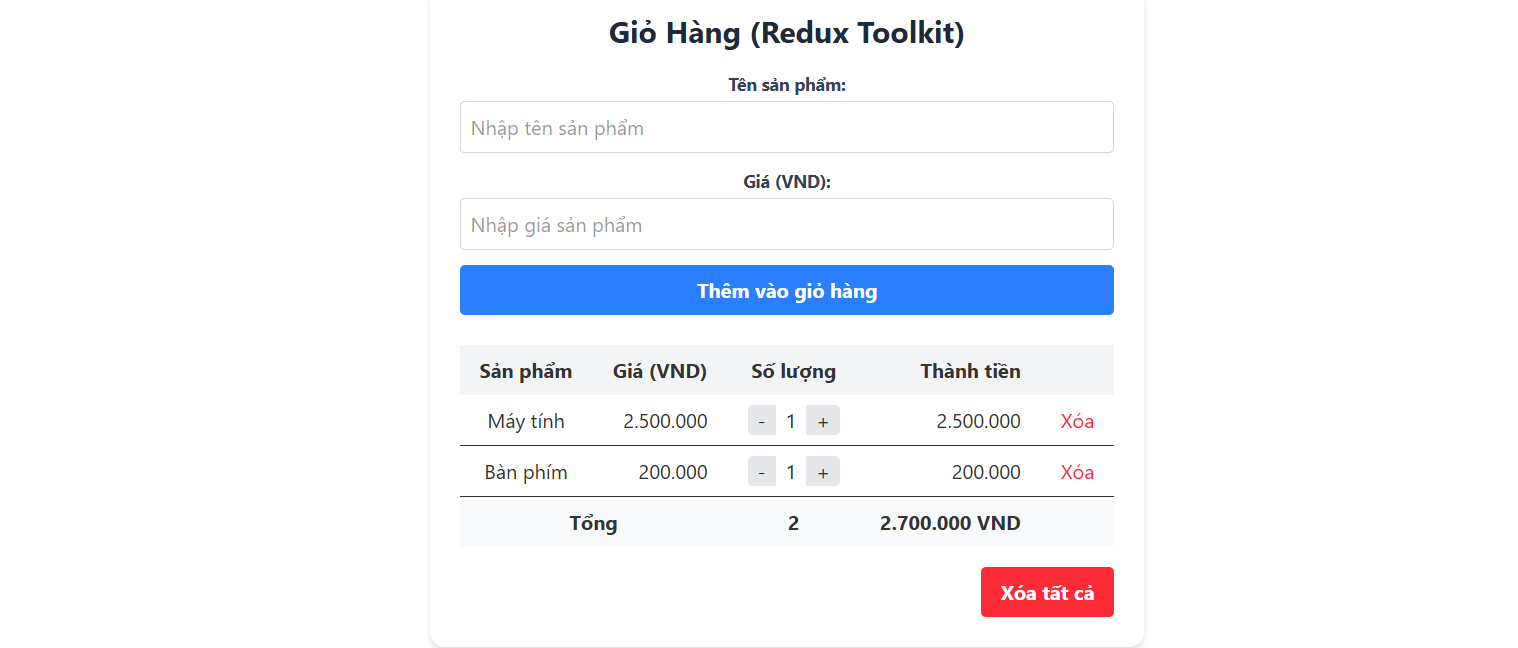 Giỏ Hàng (Redux Toolkit)
Tên sản phẩm:
Nhập tên sản phẩm
Giá (VND):
Nhập giá sản phẩm
Thêm vào giỏ hàng
Sản phẩm Giá (VND) Số lượng Thành tiền
Máy tính 2.500.000 - 1 + 2.500.000 Xóa
Bàn phím 200.000 - 1 + 200.000 Xóa
Tổng 2 2.700.000 VND
Xóa tất cả